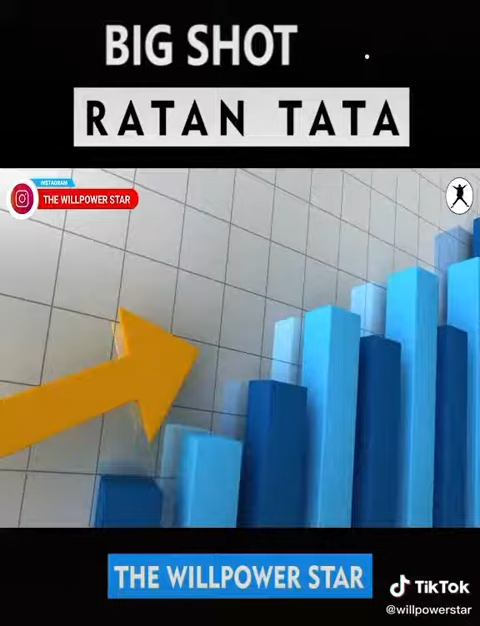 BIG SHOT
RATAN TATA
INSTAGRAM
THE WILLPOWER STAR
THE WILLPOWER STAR
TikTok
@willpowerstar